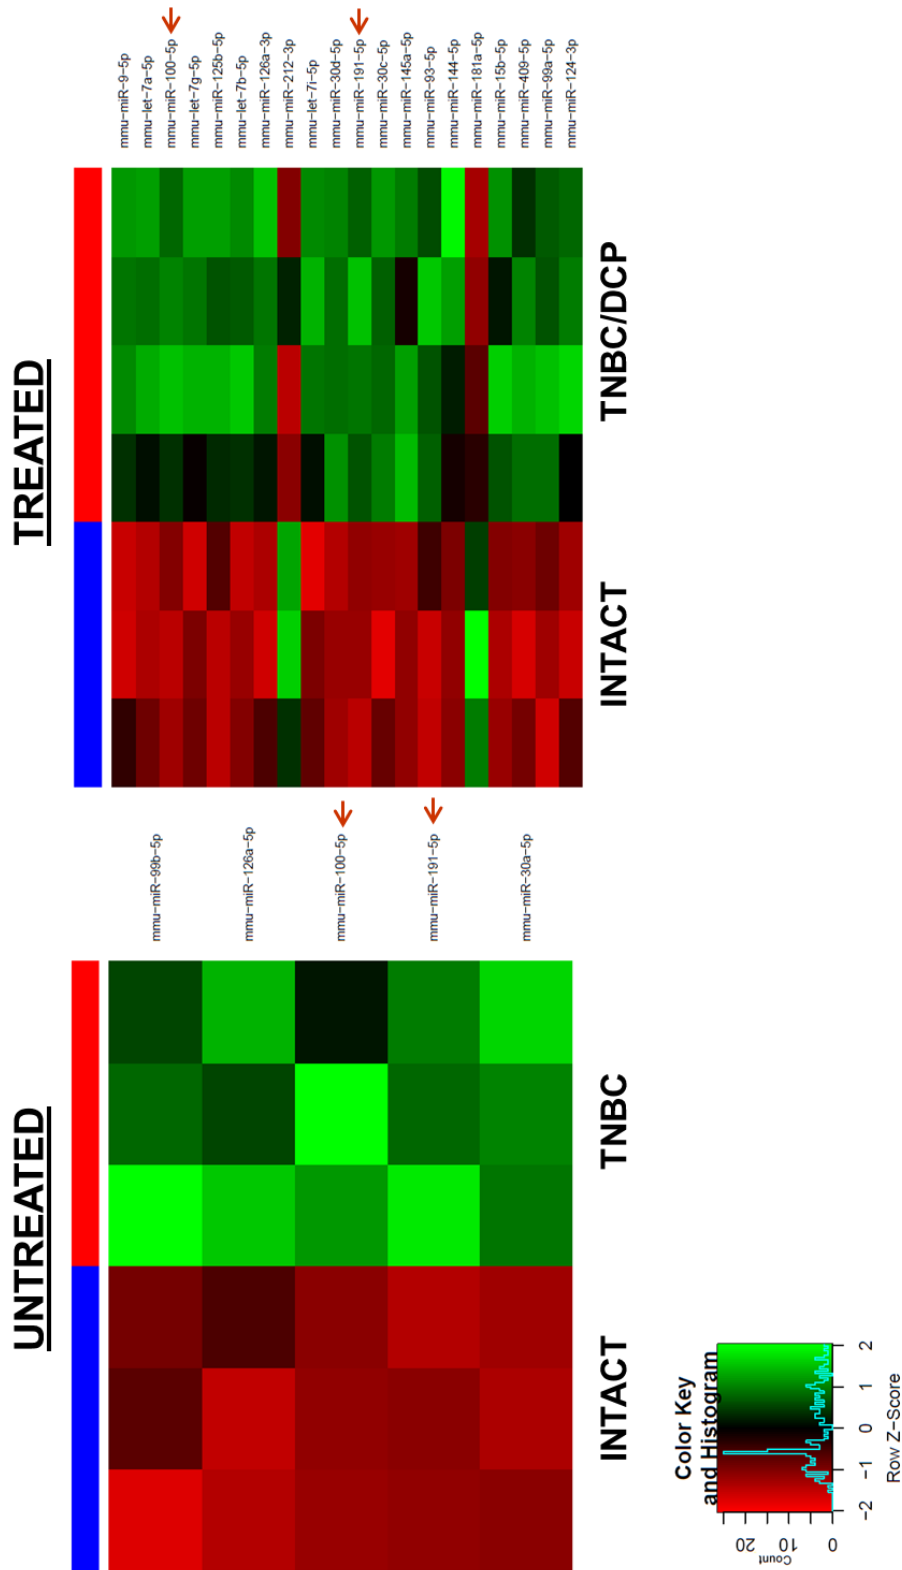 UNTREATED
TREATED
mmu-miR-99b-5p
mmu-miR-126a-5p
mmu-miR-100-5p
mmu-miR-191-5p
mmu-miR-30a-5p
mmu-miR-9-5p
mmu-let-7a-5p
mmu-miR-100-5p
mmu-let-7g-5p
mmu-miR-125b-5p
mmu-let-7b-5p
mmu-miR-126a-3p
mmu-miR-212-3p
mmu-let-7i-5p
mmu-miR-30d-5p
mmu-miR-191-5p
mmu-miR-30c-5p
mmu-miR-145a-5p
mmu-miR-93-5p
mmu-miR-144-5p
mmu-miR-181a-5p
mmu-miR-15b-5p
mmu-miR-409-5p
mmu-miR-99a-5p
mmu-miR-124-3p
INTACT
TNBC
INTACT
TNBC/DCP
Color Key
and Histogram
Count
0 10 20
-2 -1 0 1 2
Row Z-Score